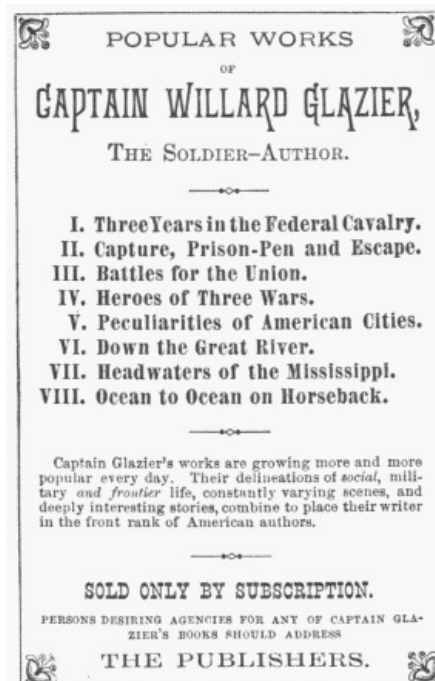 POPULAR WORKS
OF
CAPTAIN WILLARD GLAZIER,
THE SOLDIER-AUTHOR.
I. Three Years in the Federal Cavalry.
II. Capture, Prison-Pen and Escape.
III. Battles for the Union.
IV. Heroes of Three Wars.
V. Peculiarities of American Cities.
VI. Down the Great River.
VII. Headwaters of the Mississippi.
VIII. Ocean to Ocean on Horseback.
Captain Glazier's works are growing more and more
popular every day. Their delineations of social, mili-
tary and frontier life, constantly varying scenes, and
deeply interesting stories, combine to place their writer
in the front rank of American authors.
SOLD ONLY BY SUBSCRIPTION.
PERSONS DESIRING AGENCIES FOR ANY OF CAPTAIN GLA-
ZIER'S BOOKS SHOULD ADDRESS
THE PUBLISHERS.